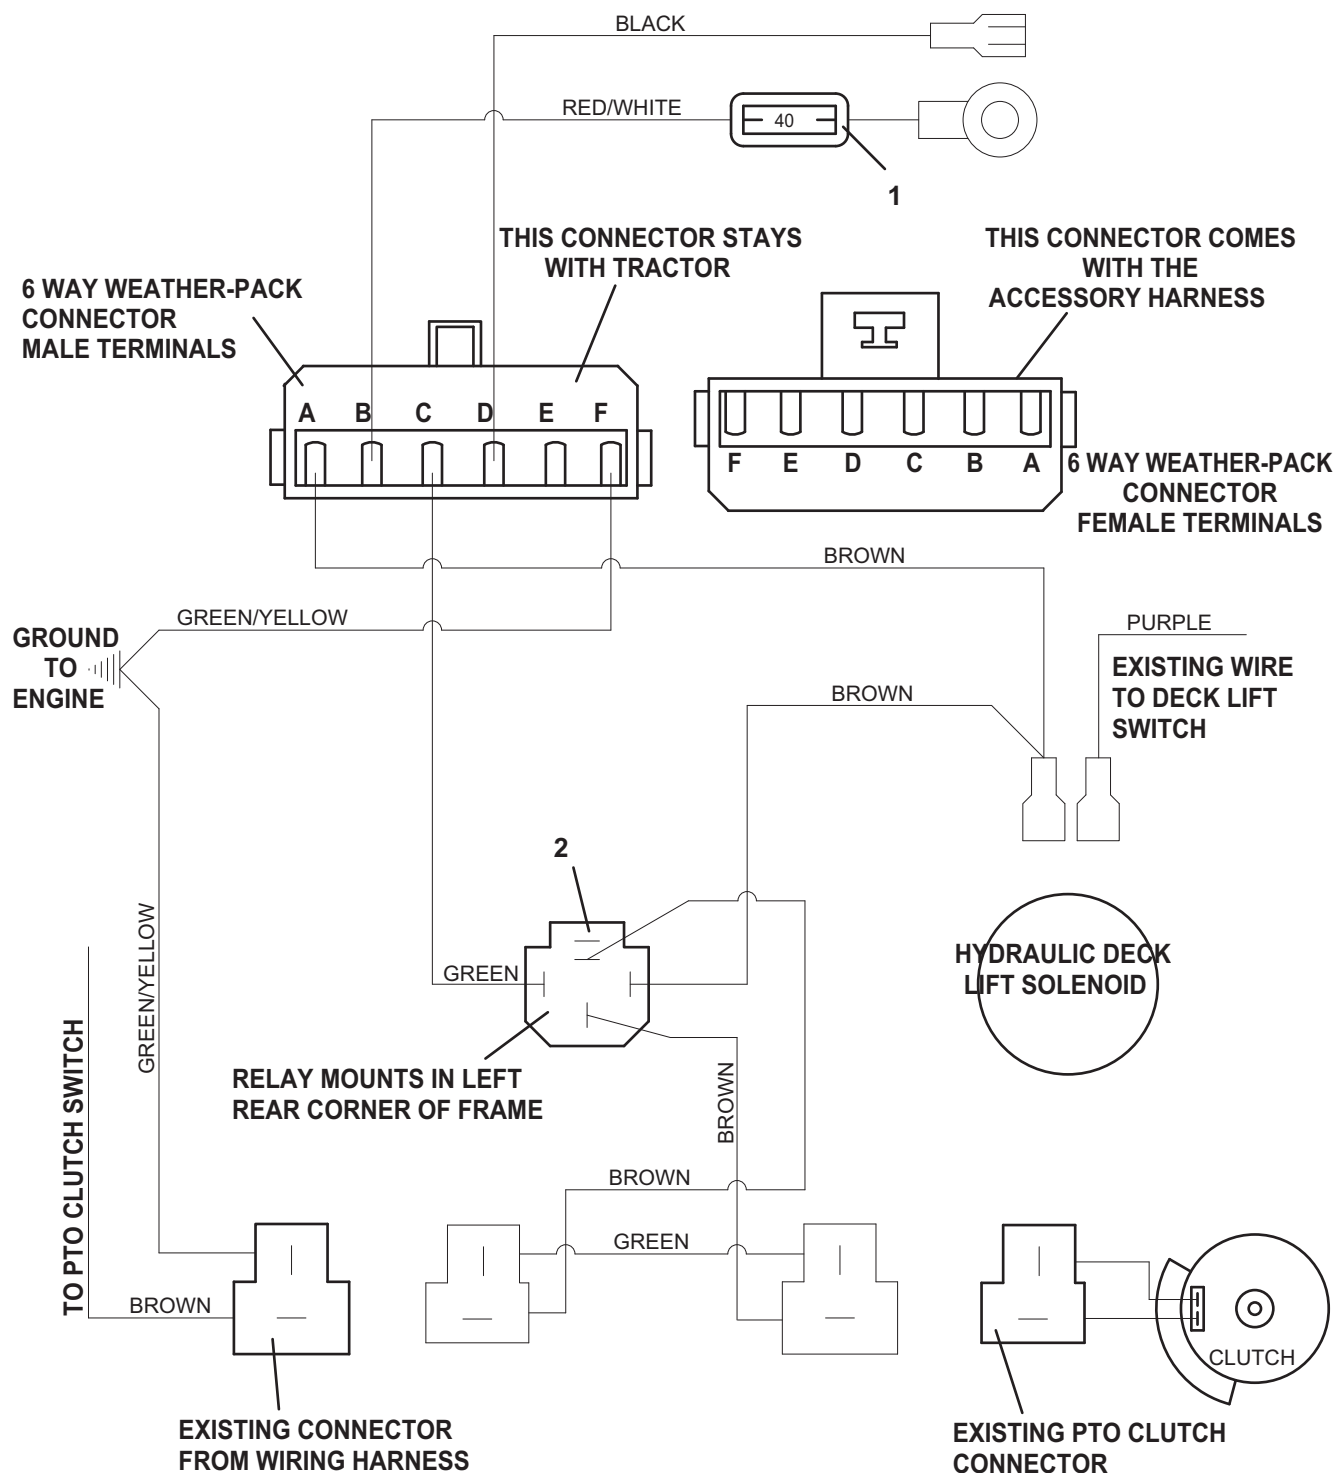 BLACK
RED/WHITE
40
1
THIS CONNECTOR STAYS
WITH TRACTOR
THIS CONNECTOR COMES
WITH THE
ACCESSORY HARNESS
6 WAY WEATHER-PACK
CONNECTOR
MALE TERMINALS
A B C D E F
F E D C B A
6 WAY WEATHER-PACK
CONNECTOR
FEMALE TERMINALS
BROWN
GREEN/YELLOW
GROUND
TO
ENGINE
PURPLE
EXISTING WIRE
TO DECK LIFT
SWITCH
BROWN
2
GREEN
HYDRAULIC DECK
LIFT SOLENOID
GREEN/YELLOW
TO PTO CLUTCH SWITCH
RELAY MOUNTS IN LEFT
REAR CORNER OF FRAME
BROWN
BROWN
GREEN
BROWN
CLUTCH
EXISTING CONNECTOR
FROM WIRING HARNESS
EXISTING PTO CLUTCH
CONNECTOR